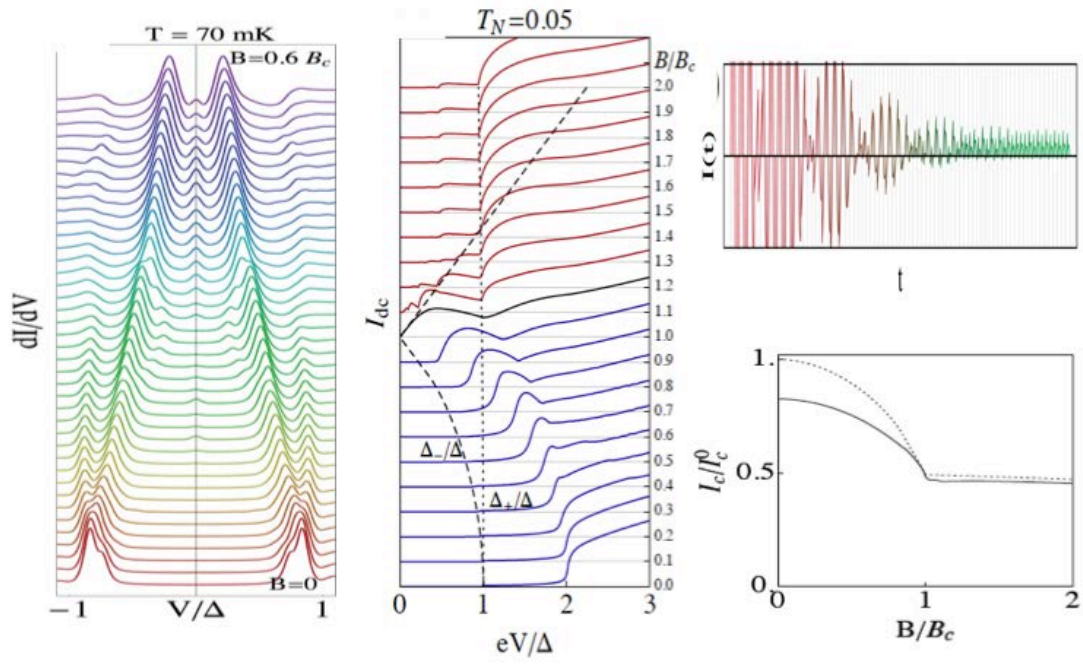 T = 70 mK
B=0.6 B_c
dI/dV
B=0
−1
V/Δ
1
T_N=0.05
B/B_c
2.0
1.9
1.8
1.7
1.6
1.5
1.4
1.3
1.2
1.1
1.0
0.9
0.8
0.7
0.6
0.5
0.4
0.3
0.2
0.1
0.0
I_dc
Δ₋/Δ
Δ₊/Δ
0
1
2
3
eV/Δ
I(t)
t
1.
0.5
0
I_c/I_c^0
0
1
2
B/B_c